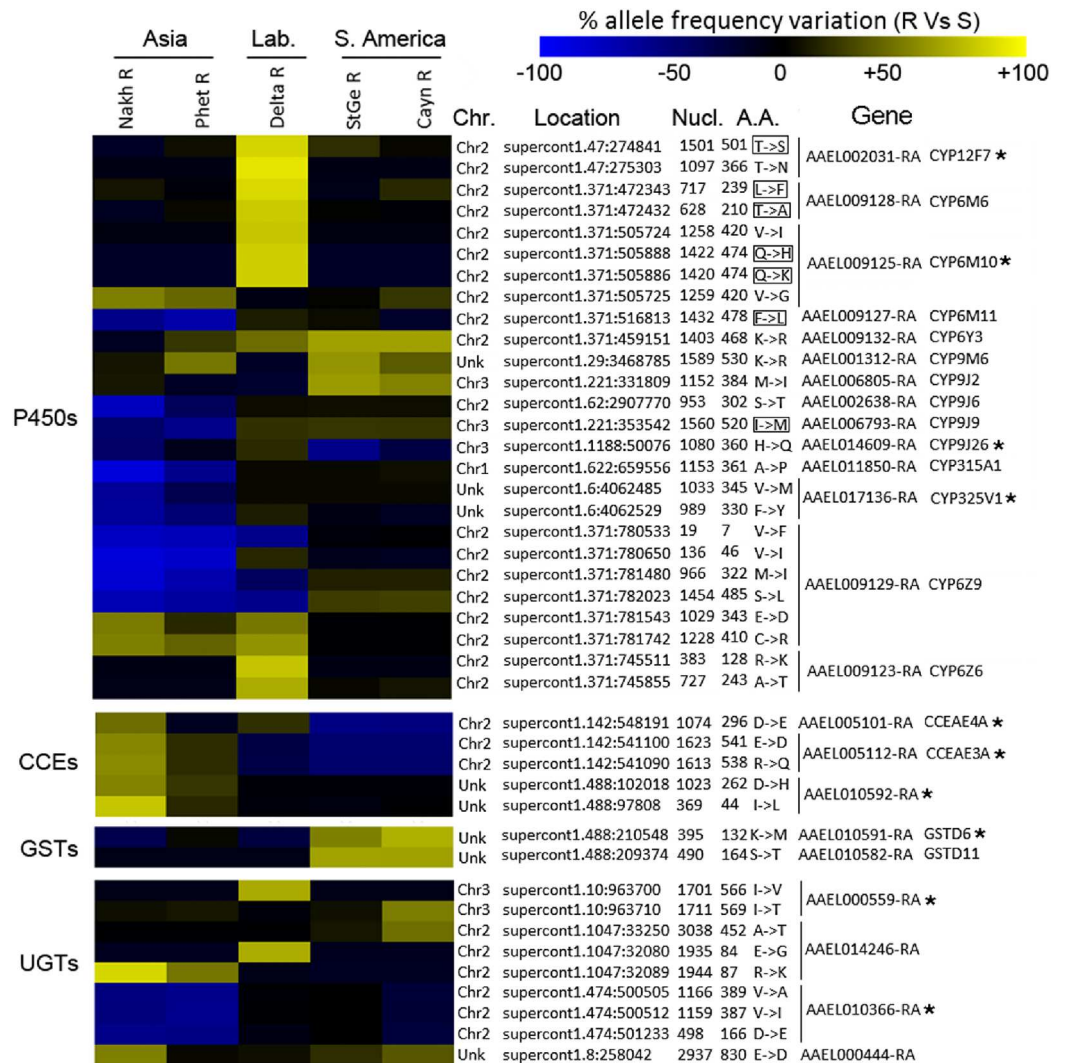 % allele frequency variation (R Vs S)
-100 -50 0 +50 +100
Asia Lab. S. America
Nakh R Phet R Delta R StGe R Cayn R
Chr. Location Nucl. A.A. Gene
P450s
Chr2 supercont1.47:274841 1501 501 T->S
Chr2 supercont1.47:275303 1097 366 T->N
AAEL002031-RA CYP12F7 *
Chr2 supercont1.371:472343 717 239 L->F
Chr2 supercont1.371:472432 628 210 T->A
AAEL009128-RA CYP6M6
Chr2 supercont1.371:505724 1258 420 V->I
Chr2 supercont1.371:505888 1422 474 Q->H
Chr2 supercont1.371:505886 1420 474 Q->K
Chr2 supercont1.371:505725 1259 420 V->G
AAEL009125-RA CYP6M10 *
Chr2 supercont1.371:516813 1432 478 F->L AAEL009127-RA CYP6M11
Chr2 supercont1.371:459151 1403 468 K->R AAEL009132-RA CYP6Y3
Unk supercont1.29:3468785 1589 530 K->R AAEL001312-RA CYP9M6
Chr3 supercont1.221:331809 1152 384 M->I AAEL006805-RA CYP9J2
Chr2 supercont1.62:2907770 953 302 S->T AAEL002638-RA CYP9J6
Chr3 supercont1.221:353542 1560 520 I->M AAEL006793-RA CYP9J9
Chr3 supercont1.1188:50076 1080 360 H->Q AAEL014609-RA CYP9J26 *
Chr1 supercont1.622:659556 1153 361 A->P AAEL011850-RA CYP315A1
Unk supercont1.6:4062485 1033 345 V->M
Unk supercont1.6:4062529 989 330 F->Y
AAEL017136-RA CYP325V1 *
Chr2 supercont1.371:780533 19 7 V->F
Chr2 supercont1.371:780650 136 46 V->I
Chr2 supercont1.371:781480 966 322 M->I
Chr2 supercont1.371:782023 1454 485 S->L
Chr2 supercont1.371:781543 1029 343 E->D
Chr2 supercont1.371:781742 1228 410 C->R
AAEL009129-RA CYP6Z9
Chr2 supercont1.371:745511 383 128 R->K
Chr2 supercont1.371:745855 727 243 A->T
AAEL009123-RA CYP6Z6
CCEs
Chr2 supercont1.142:548191 1074 296 D->E AAEL005101-RA CCEAE4A *
Chr2 supercont1.142:541100 1623 541 E->D
Chr2 supercont1.142:541090 1613 538 R->Q
AAEL005112-RA CCEAE3A *
Unk supercont1.488:102018 1023 262 D->H
Unk supercont1.488:97808 369 44 I->L
AAEL010592-RA *
GSTs
Unk supercont1.488:210548 395 132 K->M AAEL010591-RA GSTD6 *
Unk supercont1.488:209374 490 164 S->T AAEL010582-RA GSTD11
UGTs
Chr3 supercont1.10:963700 1701 566 I->V
Chr3 supercont1.10:963710 1711 569 I->T
AAEL000559-RA *
Chr2 supercont1.1047:33250 3038 452 A->T
Chr2 supercont1.1047:32080 1935 84 E->G
Chr2 supercont1.1047:32089 1944 87 R->K
AAEL014246-RA
Chr2 supercont1.474:500505 1166 389 V->A
Chr2 supercont1.474:500512 1159 387 V->I
Chr2 supercont1.474:501233 498 166 D->E
AAEL010366-RA *
Unk supercont1.8:258042 2937 830 E->D AAEL000444-RA